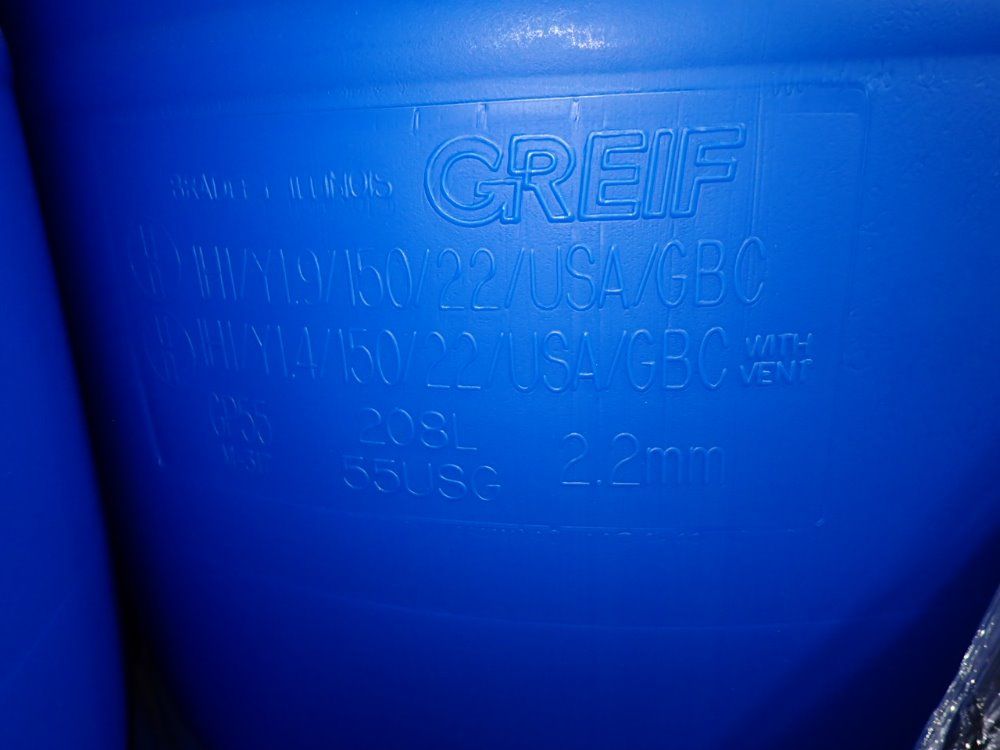 GREIF
ILLINOIS
1H1/Y1.9/150/22/USA/GBC
1H1/Y1.4/150/22/USA/GBC WITH VENT
208L
55USG
2.2mm